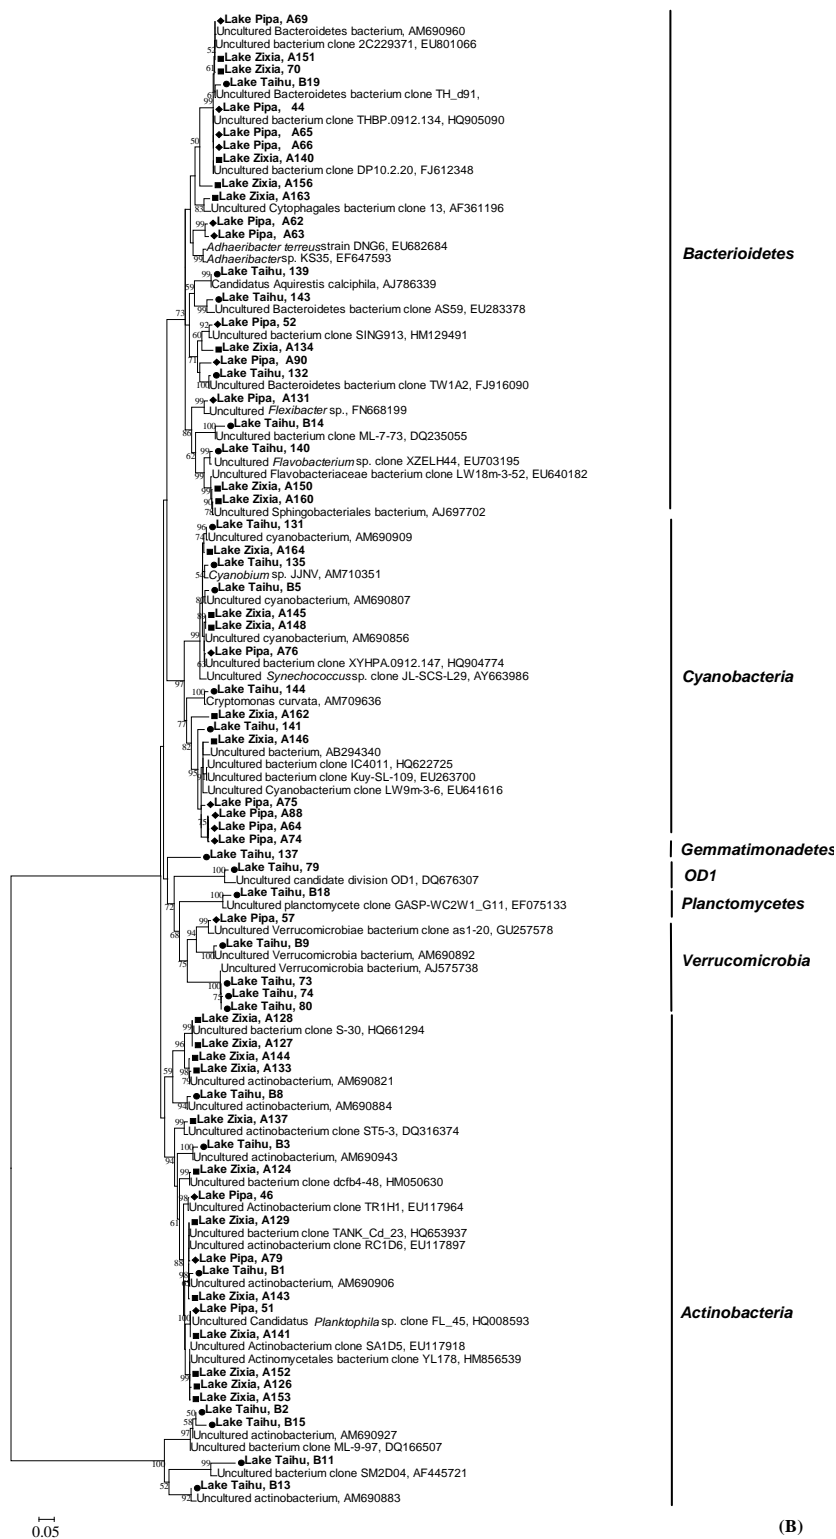 Lake Pipa, A69
Uncultured Bacteroidetes bacterium, AM690960
Uncultured bacterium clone 2C229371, EU801066
Lake Zixia, A151
Lake Zixia, 70
Lake Taihu, B19
Uncultured Bacteroidetes bacterium clone TH_d91,
Lake Pipa, 44
Uncultured bacterium clone THBP.0912.134, HQ905090
Lake Pipa, A65
Lake Pipa, A66
Lake Zixia, A140
Uncultured bacterium clone DP10.2.20, FJ612348
Lake Zixia, A156
Lake Zixia, A163
Uncultured Cytophagales bacterium clone 13, AF361196
Lake Pipa, A62
Lake Pipa, A63
Adhaeribacter terreus strain DNG6, EU682684
Adhaeribacter sp. KS35, EF647593
Lake Taihu, 139
Candidatus Aquirestis calciphila, AJ786339
Lake Taihu, 143
Uncultured Bacteroidetes bacterium AS59, EU283378
Lake Pipa, 52
Uncultured bacterium clone SING913, HM129491
Lake Zixia, A134
Lake Pipa, A90
Lake Taihu, 132
Uncultured Bacteroidetes bacterium clone TW1A2, FJ916090
Lake Pipa, A131
Uncultured Flexibacter sp., FN668199
Lake Taihu, B14
Uncultured bacterium clone ML-7-73, DQ235055
Lake Taihu, 140
Uncultured Flavobacterium sp. clone XZELH44, EU703195
Uncultured Flavobacteriaceae bacterium clone LW18m-3-52, EU640182
Lake Zixia, A150
Lake Zixia, A160
Uncultured Sphingobacteriales bacterium, AJ697702
Bacterioidetes
Lake Taihu, 131
Uncultured cyanobacterium, AM690909
Lake Zixia, A164
Lake Taihu, 135
Cyanobium sp. JJNV, AM710351
Lake Taihu, B5
Uncultured cyanobacterium, AM690807
Lake Zixia, A145
Lake Zixia, A148
Uncultured cyanobacterium, AM690856
Lake Pipa, A76
Uncultured bacterium clone XYHPA.0912.147, HQ904774
Uncultured Synechococcus sp. JL-SCS-L29, AY663986
Lake Taihu, 144
Cryptomonas curvata, AM709636
Lake Zixia, A162
Lake Taihu, 141
Lake Zixia, A146
Uncultured bacterium, AB294340
Uncultured bacterium clone IC4011, HQ622725
Uncultured bacterium clone Kuy-SL-109, EU263700
Uncultured Cyanobacterium clone LW9m-3-6, EU641616
Lake Pipa, A75
Lake Pipa, A88
Lake Pipa, A64
Lake Pipa, A74
Cyanobacteria
Lake Taihu, 137
Gemmatimonadetes
Lake Taihu, 79
Uncultured candidate division OD1, DQ676307
OD1
Lake Taihu, B18
Uncultured planctomycete clone GASP-WC2W1_G11, EF075133
Planctomycetes
Lake Pipa, 57
Uncultured Verrucomicrobiae bacterium clone as1-20, GU257578
Lake Taihu, B9
Uncultured Verrucomicrobia bacterium, AM690892
Uncultured Verrucomicrobia bacterium, AJ575738
Lake Taihu, 73
Lake Taihu, 74
Lake Taihu, 80
Verrucomicrobia
Lake Zixia, A128
Uncultured bacterium clone S-30, HQ661294
Lake Zixia, A127
Lake Zixia, A144
Lake Zixia, A133
Uncultured actinobacterium, AM690821
Lake Taihu, B8
Uncultured actinobacterium, AM690884
Lake Zixia, A137
Uncultured actinobacterium clone ST5-3, DQ316374
Lake Taihu, B3
Uncultured actinobacterium, AM690943
Lake Zixia, A124
Uncultured bacterium clone dcfb4-48, HM050630
Lake Pipa, 46
Uncultured Actinobacterium clone TR1H1, EU117964
Lake Zixia, A129
Uncultured bacterium clone TANK_Cd_23, HQ653937
Uncultured actinobacterium clone RC1D6, EU117897
Lake Pipa, A79
Lake Taihu, B1
Uncultured actinobacterium, AM690906
Lake Zixia, A143
Lake Pipa, 51
Uncultured Candidatus Planktophila sp. clone FL_45, HQ008593
Lake Zixia, A141
Uncultured Actinobacterium clone SA1D5, EU117918
Uncultured Actinomycetales bacterium clone YL178, HM856539
Lake Zixia, A152
Lake Zixia, A126
Lake Zixia, A153
Lake Taihu, B2
Lake Taihu, B15
Uncultured actinobacterium, AM690927
Uncultured bacterium clone ML-9-97, DQ166507
Lake Taihu, B11
Uncultured bacterium clone SM2D04, AF445721
Lake Taihu, B13
Uncultured actinobacterium, AM690883
Actinobacteria
0.05
(B)